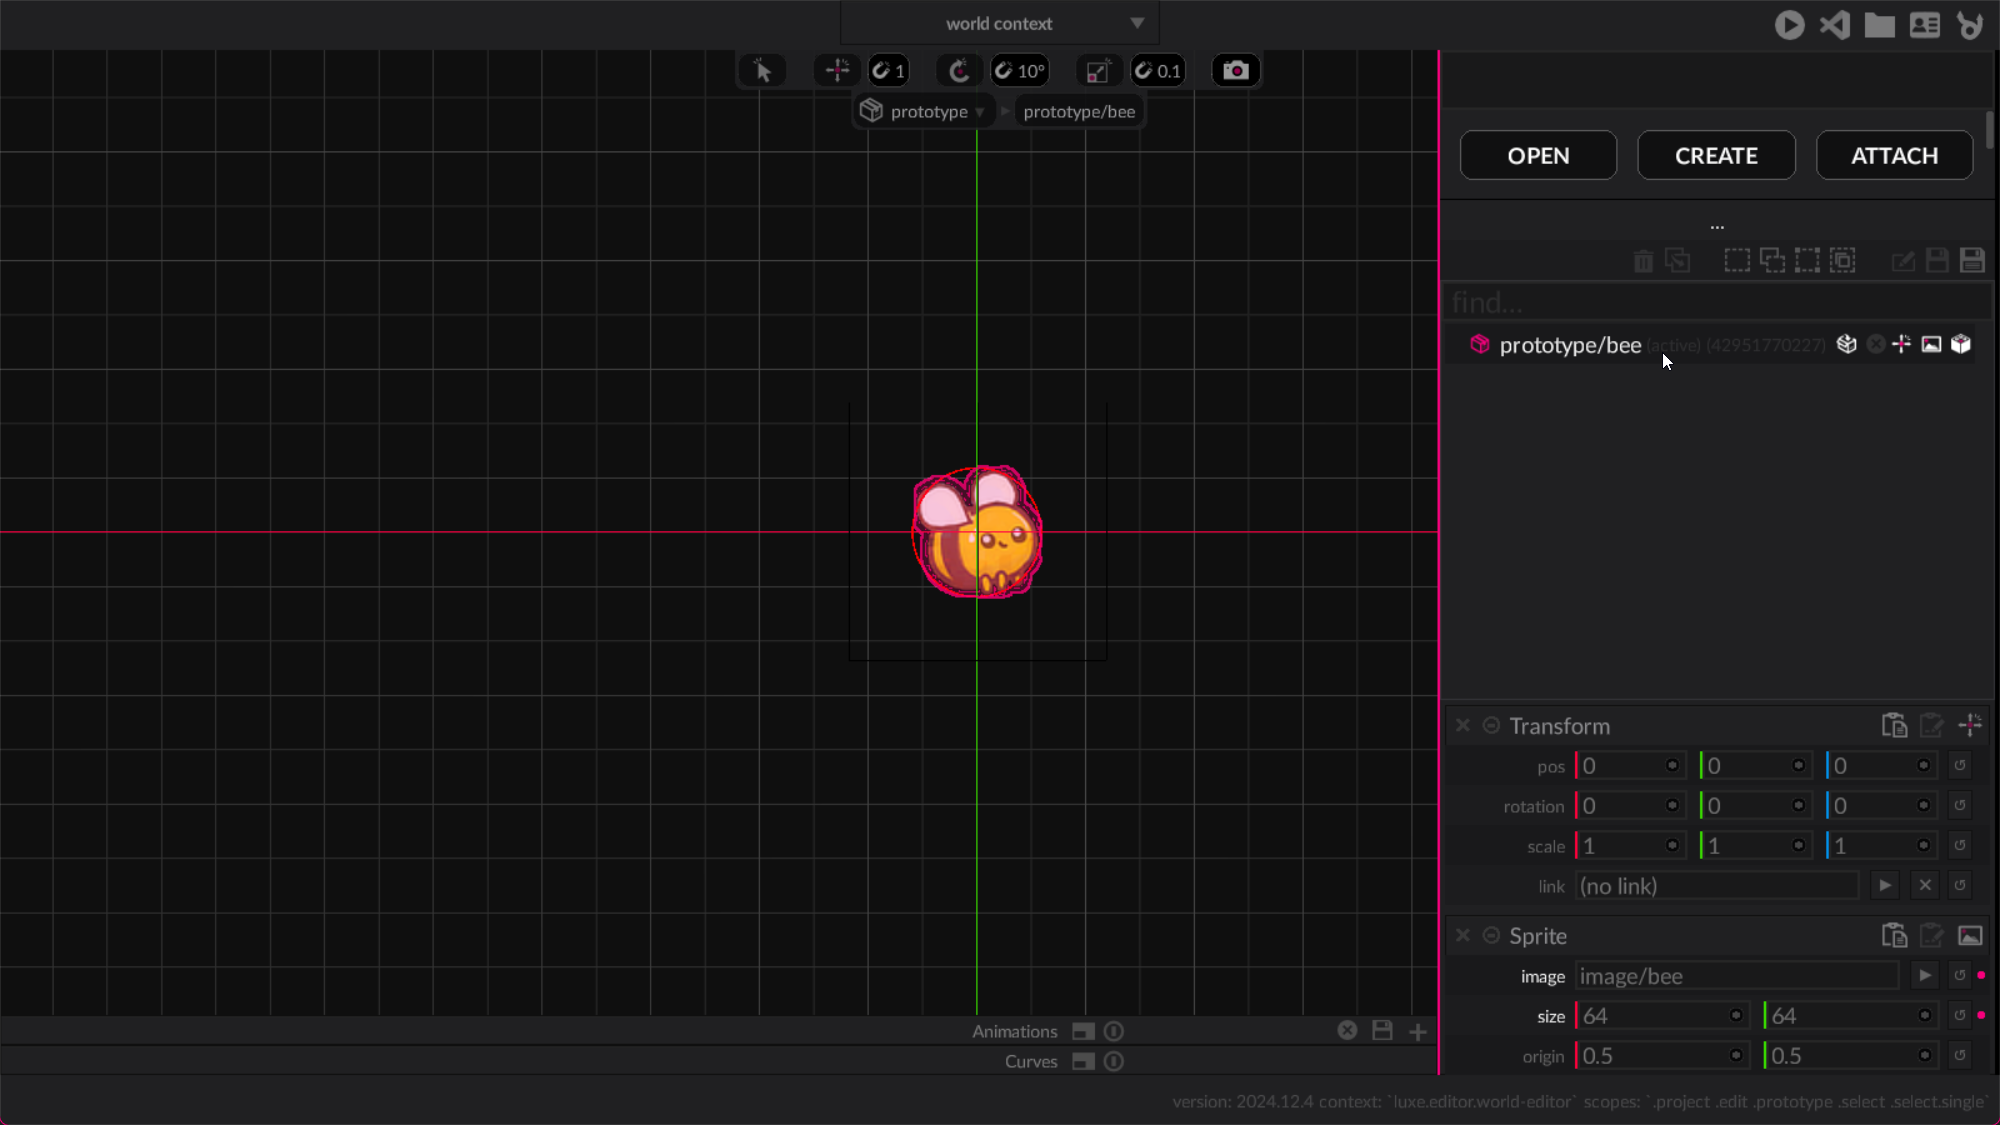 world context
1 10° 0.1
prototype prototype/bee
OPEN CREATE ATTACH
...
find...
prototype/bee (active) (42951770227)
Transform
pos 0 0 0
rotation 0 0 0
scale 1 1 1
link (no link)
Sprite
image image/bee
size 64 64
origin 0.5 0.5
Animations
Curves
version: 2024.12.4 context: `luxe.editor.world-editor` scopes: `.project .edit .prototype .select .select.single`